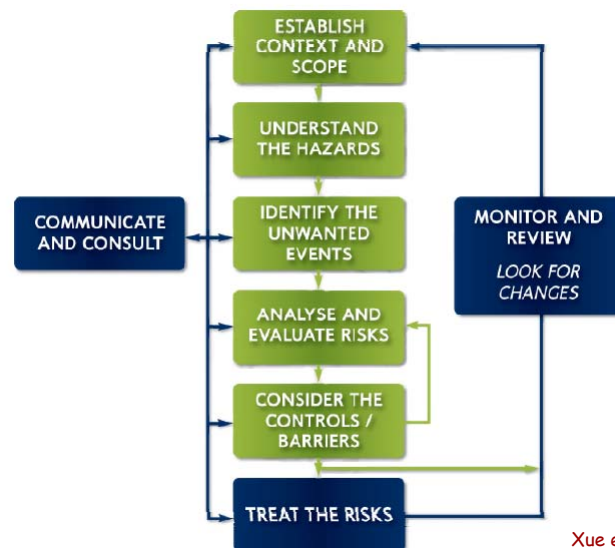 ESTABLISH
CONTEXT AND
SCOPE
UNDERSTAND
THE HAZARDS
COMMUNICATE
AND CONSULT
IDENTIFY THE
UNWANTED
EVENTS
MONITOR AND
REVIEW
LOOK FOR
CHANGES
ANALYSE AND
EVALUATE RISKS
CONSIDER THE
CONTROLS /
BARRIERS
TREAT THE RISKS
Xue e